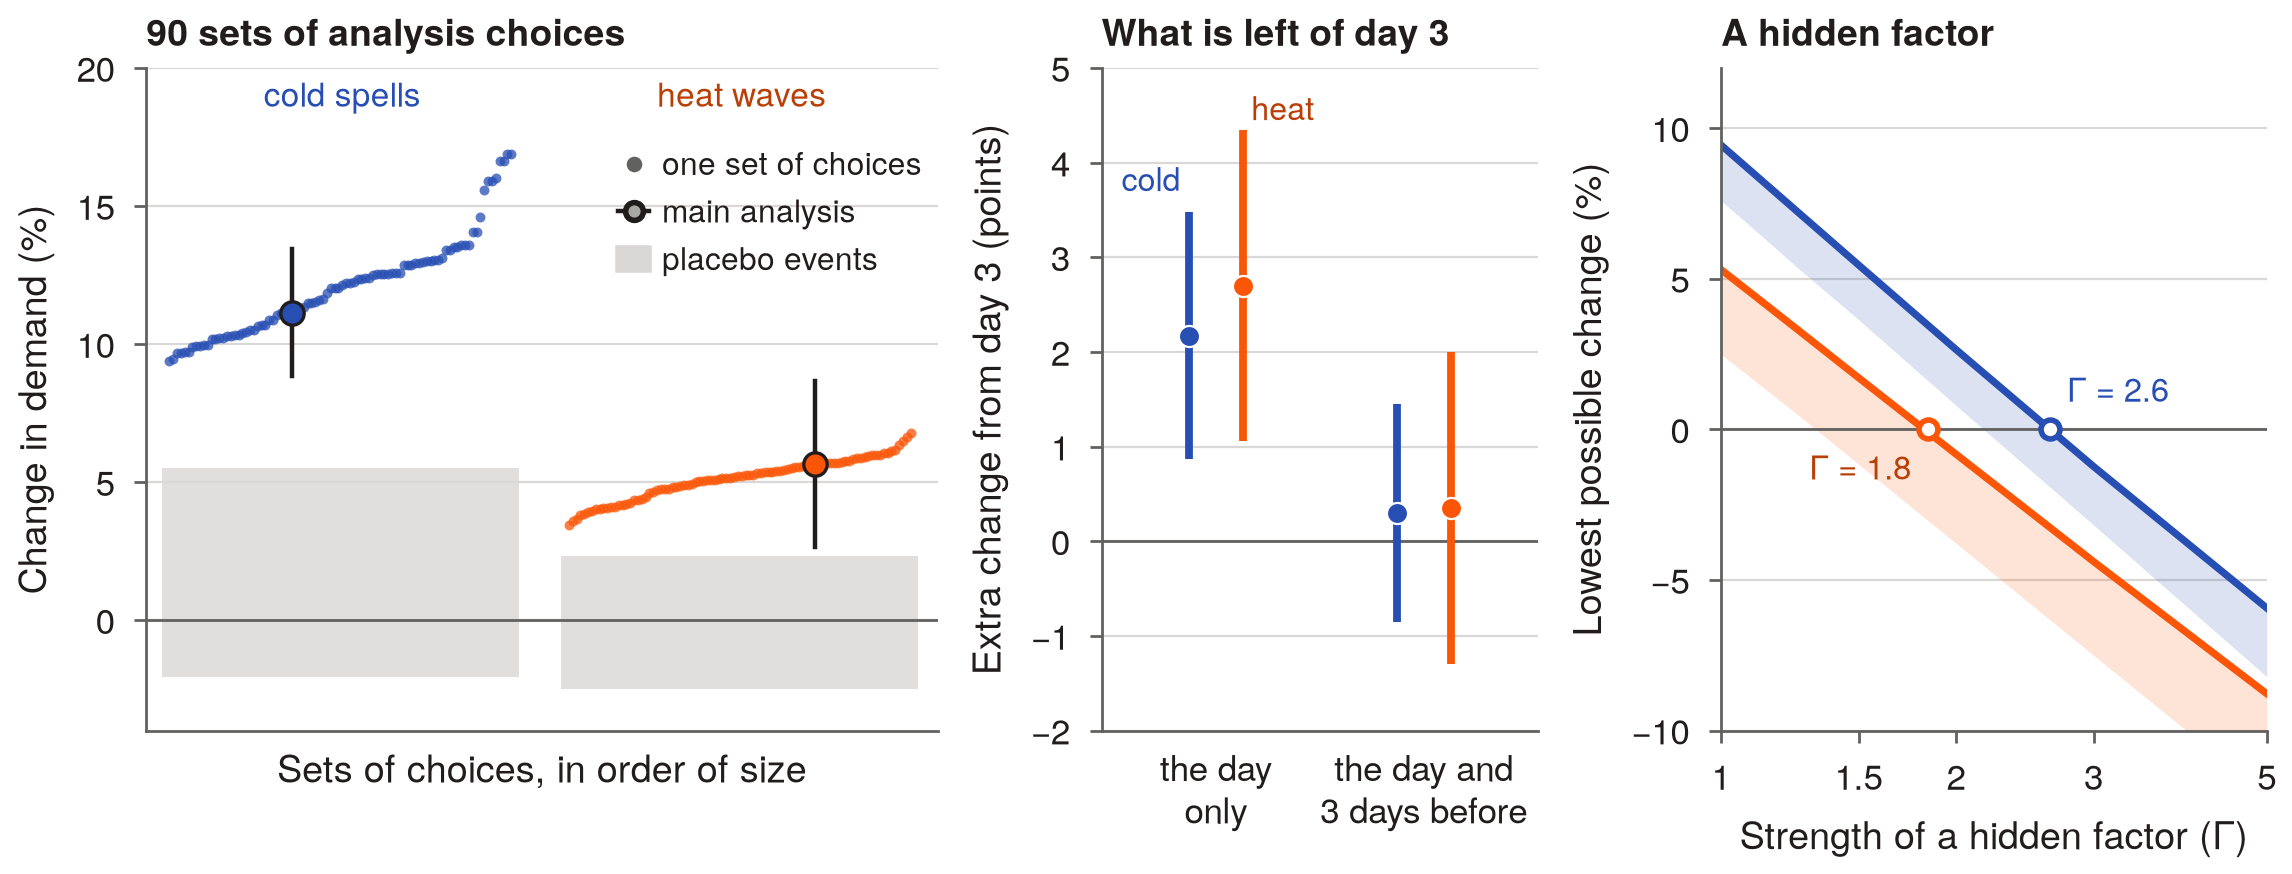 90 sets of analysis choices
20
15
10
5
0
Change in demand (%)
cold spells
heat waves
one set of choices
main analysis
placebo events
Sets of choices, in order of size
What is left of day 3
5
4
3
2
1
0
−1
−2
Extra change from day 3 (points)
cold
heat
the day
only
the day and
3 days before
A hidden factor
10
5
0
−5
−10
Lowest possible change (%)
Γ = 2.6
Γ = 1.8
1
1.5
2
3
5
Strength of a hidden factor (Γ)